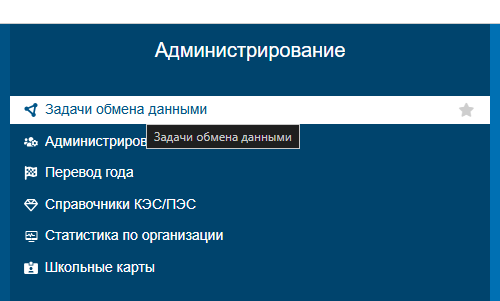 Администрирование
Задачи обмена данными
Задачи обмена данными
Перевод года
Справочники КЭС/ПЭС
Статистика по организации
Школьные карты